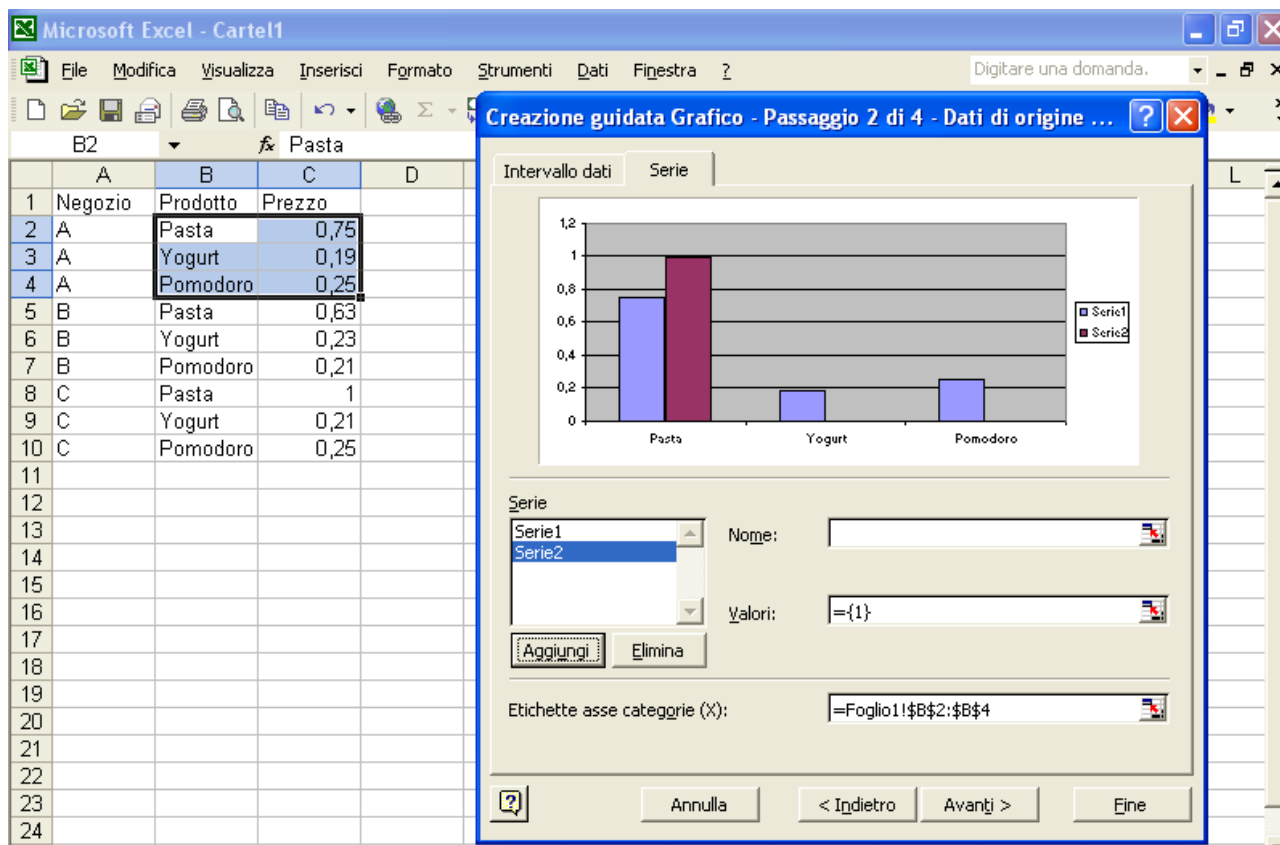 Microsoft Excel - Cartel1
File Modifica Visualizza Inserisci Formato Strumenti Dati Finestra ?
Digitare una domanda.
B2 fx Pasta
A B C D L
1 Negozio Prodotto Prezzo
2 A Pasta 0,75
3 A Yogurt 0,19
4 A Pomodoro 0,25
5 B Pasta 0,63
6 B Yogurt 0,23
7 B Pomodoro 0,21
8 C Pasta 1
9 C Yogurt 0,21
10 C Pomodoro 0,25
11
12
13
14
15
16
17
18
19
20
21
22
23
24
Creazione guidata Grafico - Passaggio 2 di 4 - Dati di origine ... ?
Intervallo dati Serie
1,2
1
0,8
0,6
0,4
0,2
0
Pasta Yogurt Pomodoro
Serie1
Serie2
Serie
Serie1
Serie2
Nome:
Valori: ={1}
Aggiungi Elimina
Etichette asse categorie (X): =Foglio1!$B$2:$B$4
? Annulla < Indietro Avanti > Fine